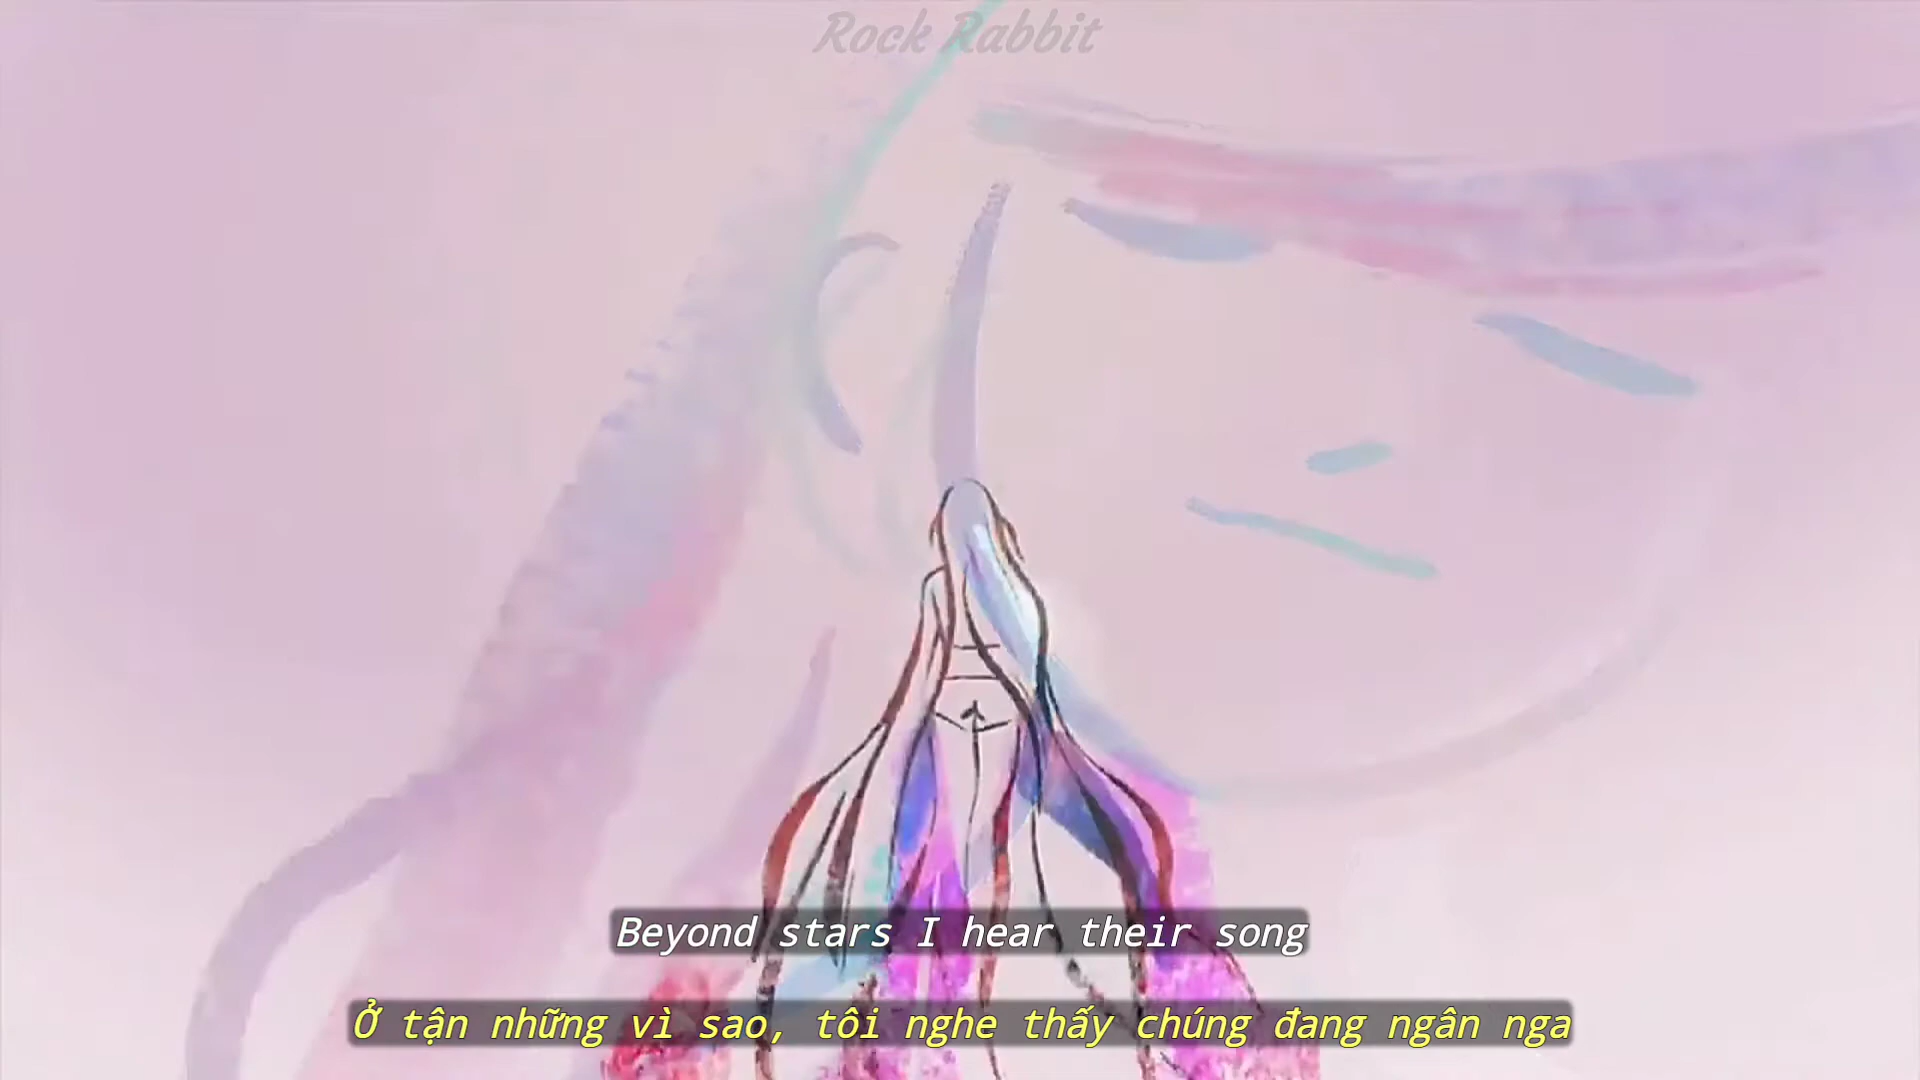 Rock Rabbit
Beyond stars I hear their song
Ở tận những vì sao, tôi nghe thấy chúng đang ngân nga